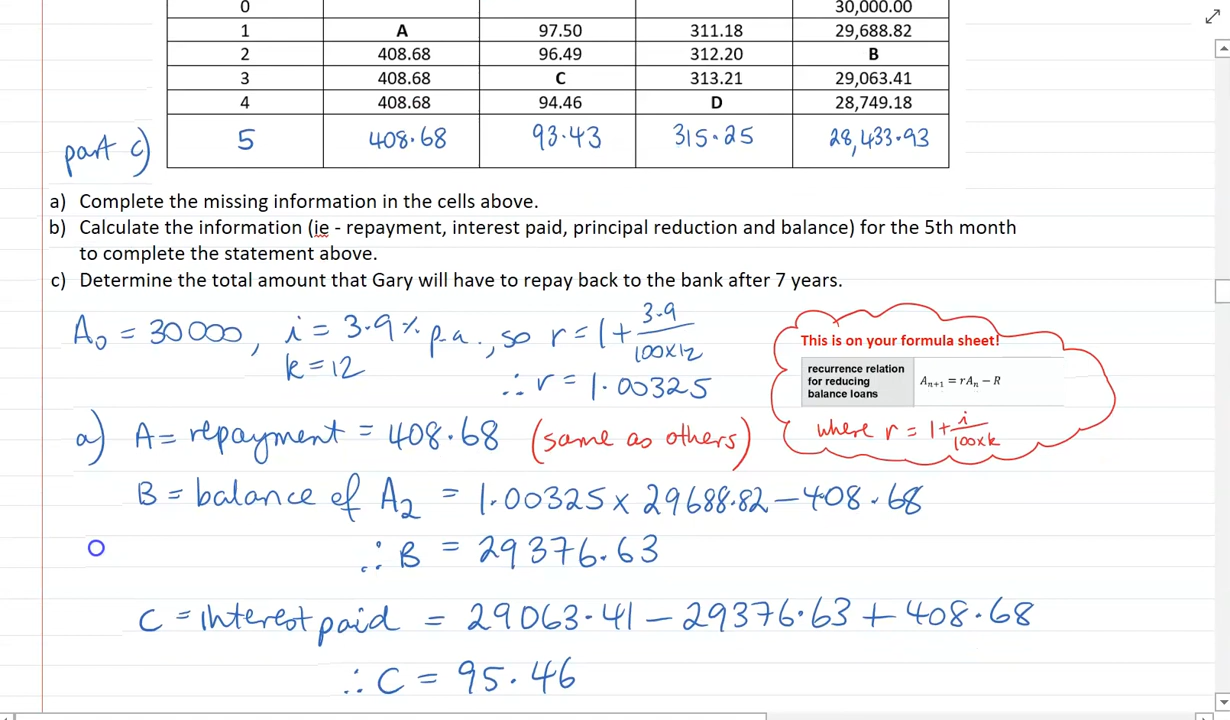 0 30,000.00
1 A 97.50 311.18 29,688.82
2 408.68 96.49 312.20 B
3 408.68 C 313.21 29,063.41
4 408.68 94.46 D 28,749.18
part c) 5 408.68 93.43 315.25 28,433.93
a) Complete the missing information in the cells above.
b) Calculate the information (ie - repayment, interest paid, principal reduction and balance) for the 5th month
to complete the statement above.
c) Determine the total amount that Gary will have to repay back to the bank after 7 years.
A₀ = 30000, i = 3.9% p.a., so r = 1 + 3.9/(100×12)
k = 12
∴ r = 1.00325
This is on your formula sheet!
recurrence relation
for reducing
balance loans
Aₙ₊₁ = rAₙ − R
where r = 1 + i/(100×k)
a) A = repayment = 408.68 (same as others)
B = balance of A₂ = 1.00325 × 29688.82 − 408.68
∴ B = 29376.63
C = interest paid = 29063.41 − 29376.63 + 408.68
∴ C = 95.46